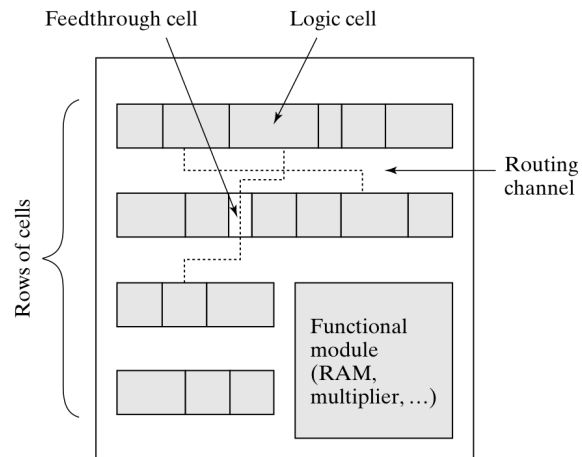 Feedthrough cell
Logic cell
Routing
channel
Rows of cells
Functional
module
(RAM,
multiplier, …)